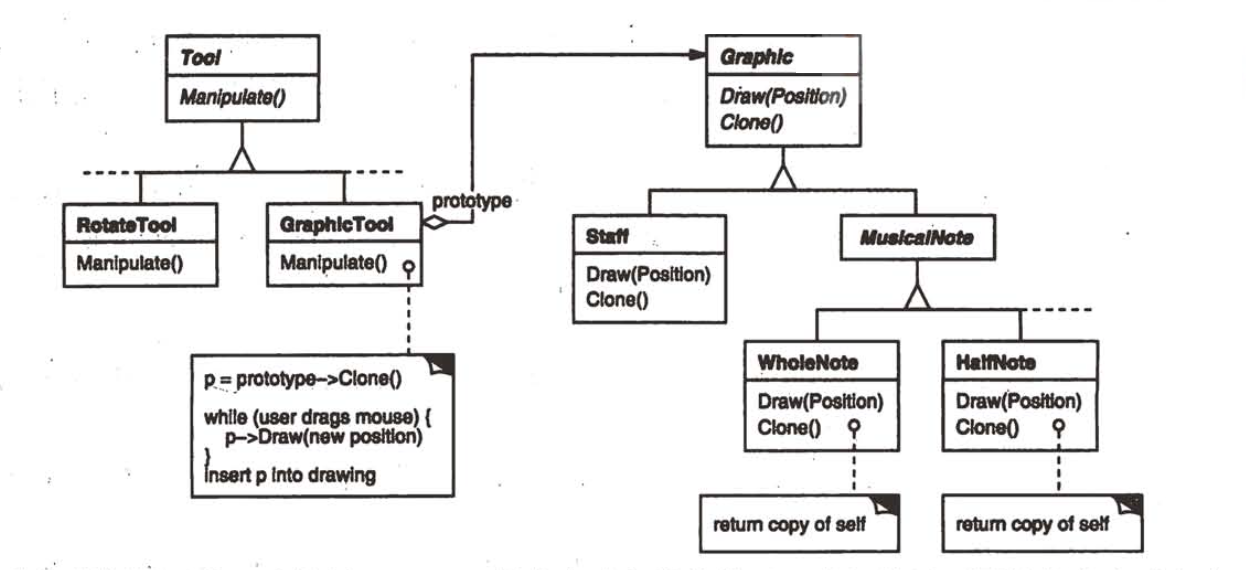 Tool
Manipulate()
Graphic
Draw(Position)
Clone()
prototype
RotateTool
Manipulate()
GraphicTool
Manipulate()
Staff
Draw(Position)
Clone()
MusicalNote
p = prototype–>Clone()
while (user drags mouse) {
p–>Draw(new position)
}
insert p into drawing
WholeNote
Draw(Position)
Clone()
HalfNote
Draw(Position)
Clone()
return copy of self
return copy of self